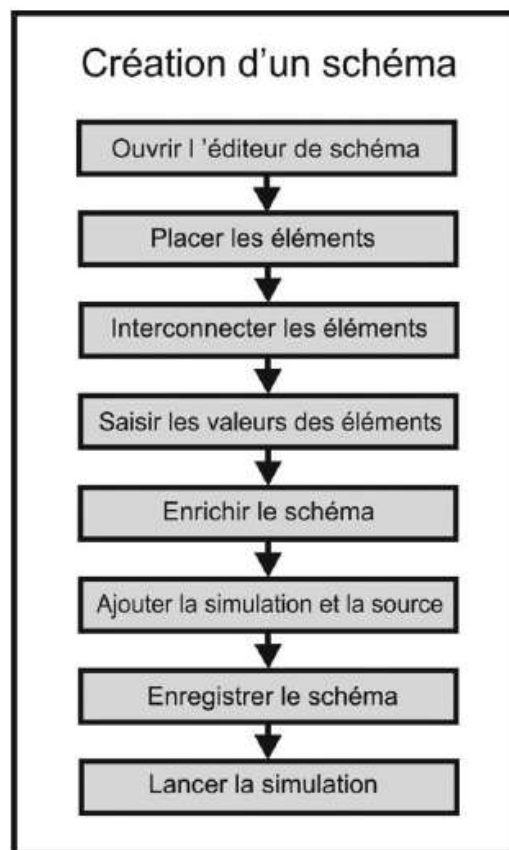 Création d'un schéma
Ouvrir l 'éditeur de schéma
Placer les éléments
Interconnecter les éléments
Saisir les valeurs des éléments
Enrichir le schéma
Ajouter la simulation et la source
Enregistrer le schéma
Lancer la simulation